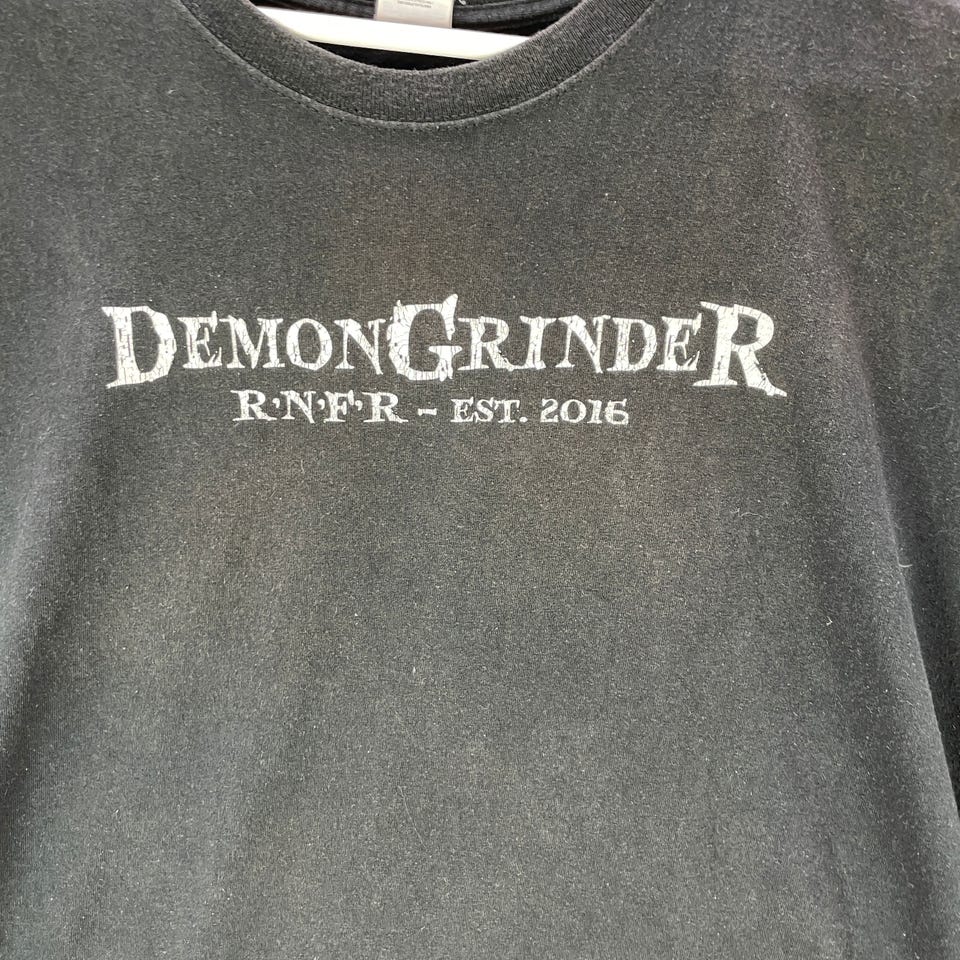 DEMONGRINDER
R'N'F'R - EST. 2016